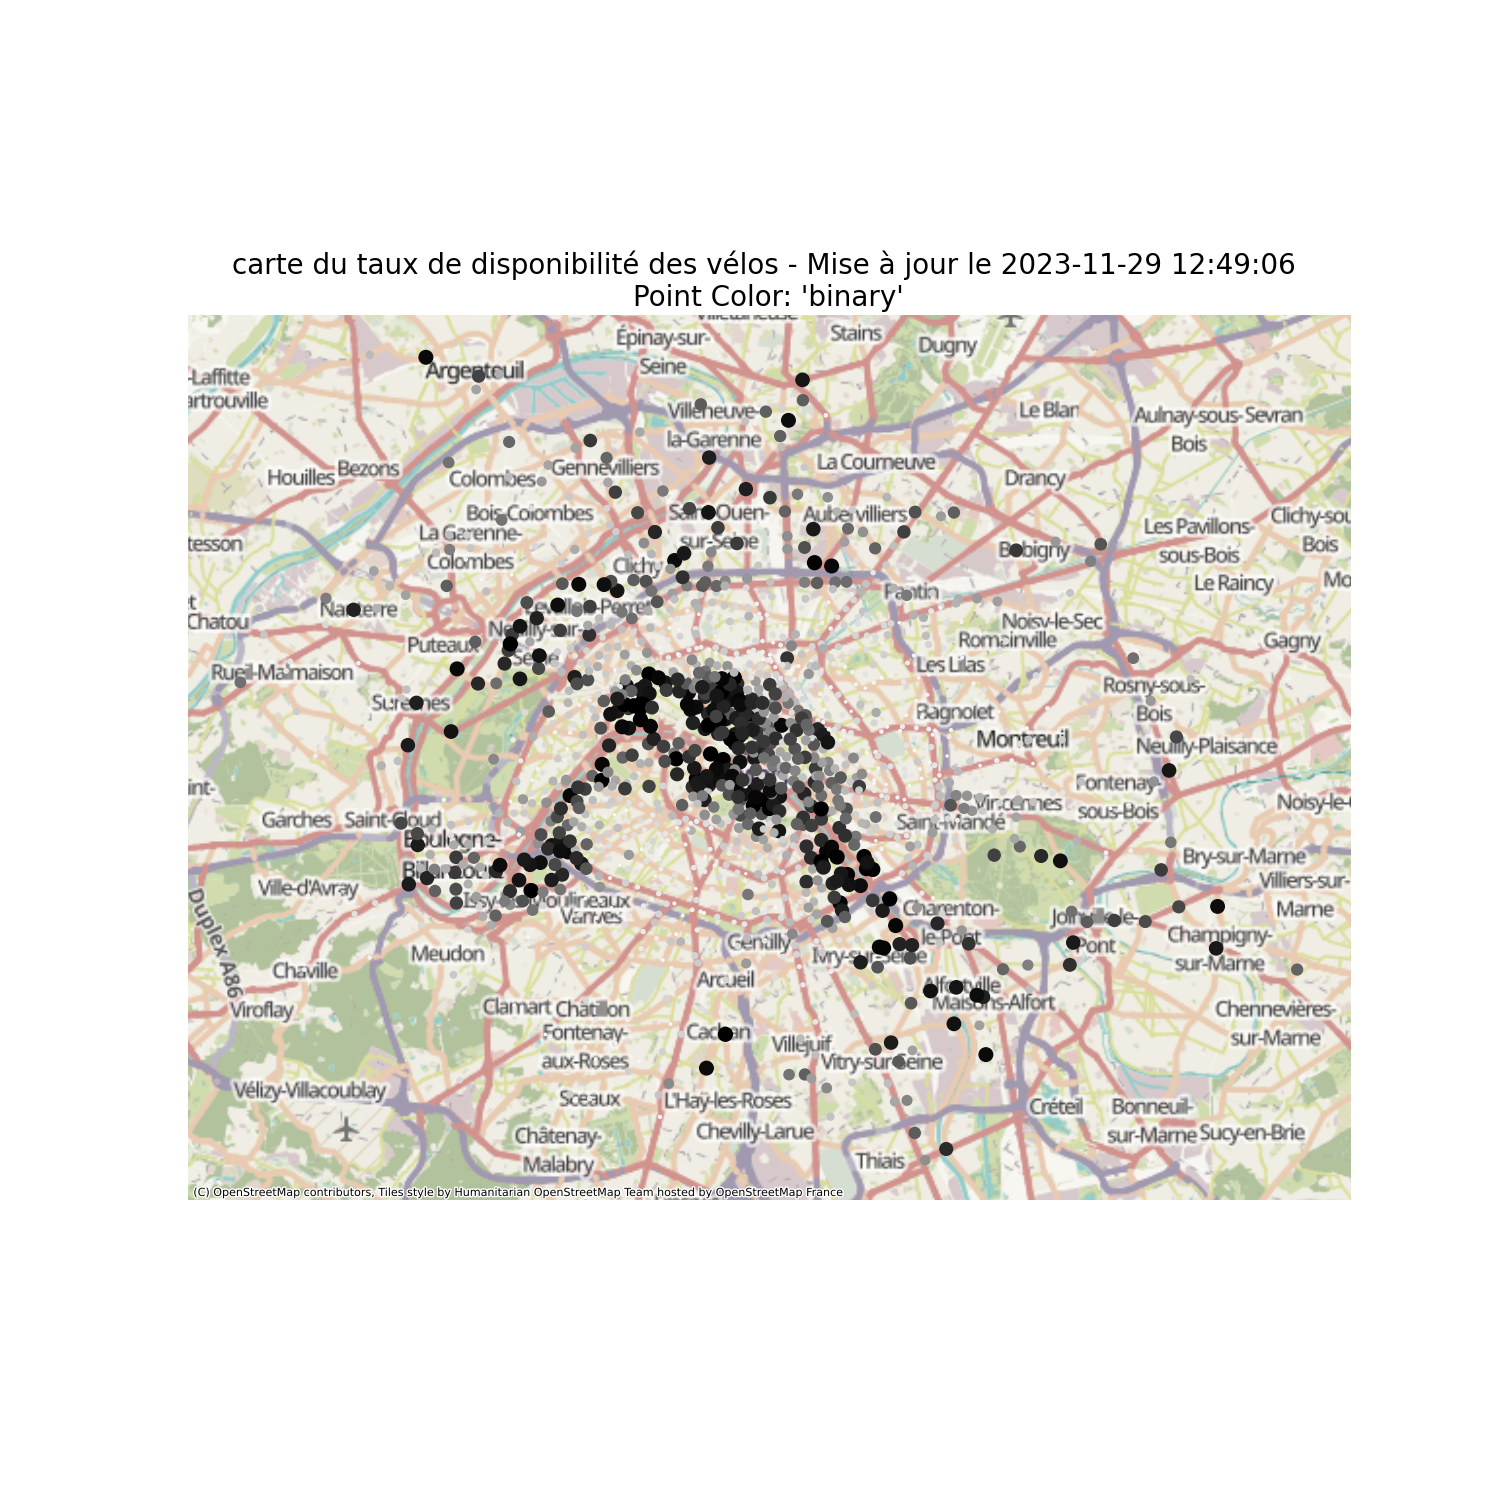 carte du taux de disponibilité des vélos - Mise à jour le 2023-11-29 12:49:06
Point Color: 'binary'
Épinay-sur-
Seine
Stains
Dugny
-Laffitte
artrouville
Argenteuil
Villeneuve-
la-Garenne
Le Blan
Aulnay-sous-
Bois
Sevran
Houilles
Bezons
Colombes
Gennevilliers
La Courneuve
Drancy
Bois-Colombes
Saint-Ouen-
sur-Seine
Aubervilliers
Les Pavillons-
sous-Bois
Clichy-sou
Bois
tesson
La Garenne-
Colombes
Clichy
Bobigny
Le Raincy
Mo
et
Chatou
Nanterre
Levallois-Perret
Pantin
Noisy-le-Sec
Romainville
Gagny
Puteaux
Neuilly-sur-
Seine
Les Lilas
Rueil-Malmaison
Suresnes
Rosny-sous-
Bois
Bagnolet
Montreuil
Neuilly-Plaisance
int-
Fontenay-
sous-Bois
Noisy-le-
Vincennes
Garches
Saint-Cloud
Saint-Mandé
Boulogne-
Billancourt
Bry-sur-Marne
Ville-d'Avray
Villiers-sur-
Marne
Issy-les-Moulineaux
Vanves
Charenton-
le-Pont
Joinville-le-
Pont
Duplex A86
Meudon
Gentilly
Ivry-sur-Seine
Champigny-
sur-Marne
Chaville
Arcueil
Alfortville
Maisons-Alfort
Viroflay
Clamart
Châtillon
Chennevières-
sur-Marne
Fontenay-
aux-Roses
Cachan
Villejuif
Vitry-sur-Seine
Vélizy-Villacoublay
Sceaux
L'Haÿ-les-Roses
Créteil
Bonneuil-
sur-Marne
Sucy-en-Brie
Châtenay-
Malabry
Chevilly-Larue
Thiais
(C) OpenStreetMap contributors, Tiles style by Humanitarian OpenStreetMap Team hosted by OpenStreetMap France